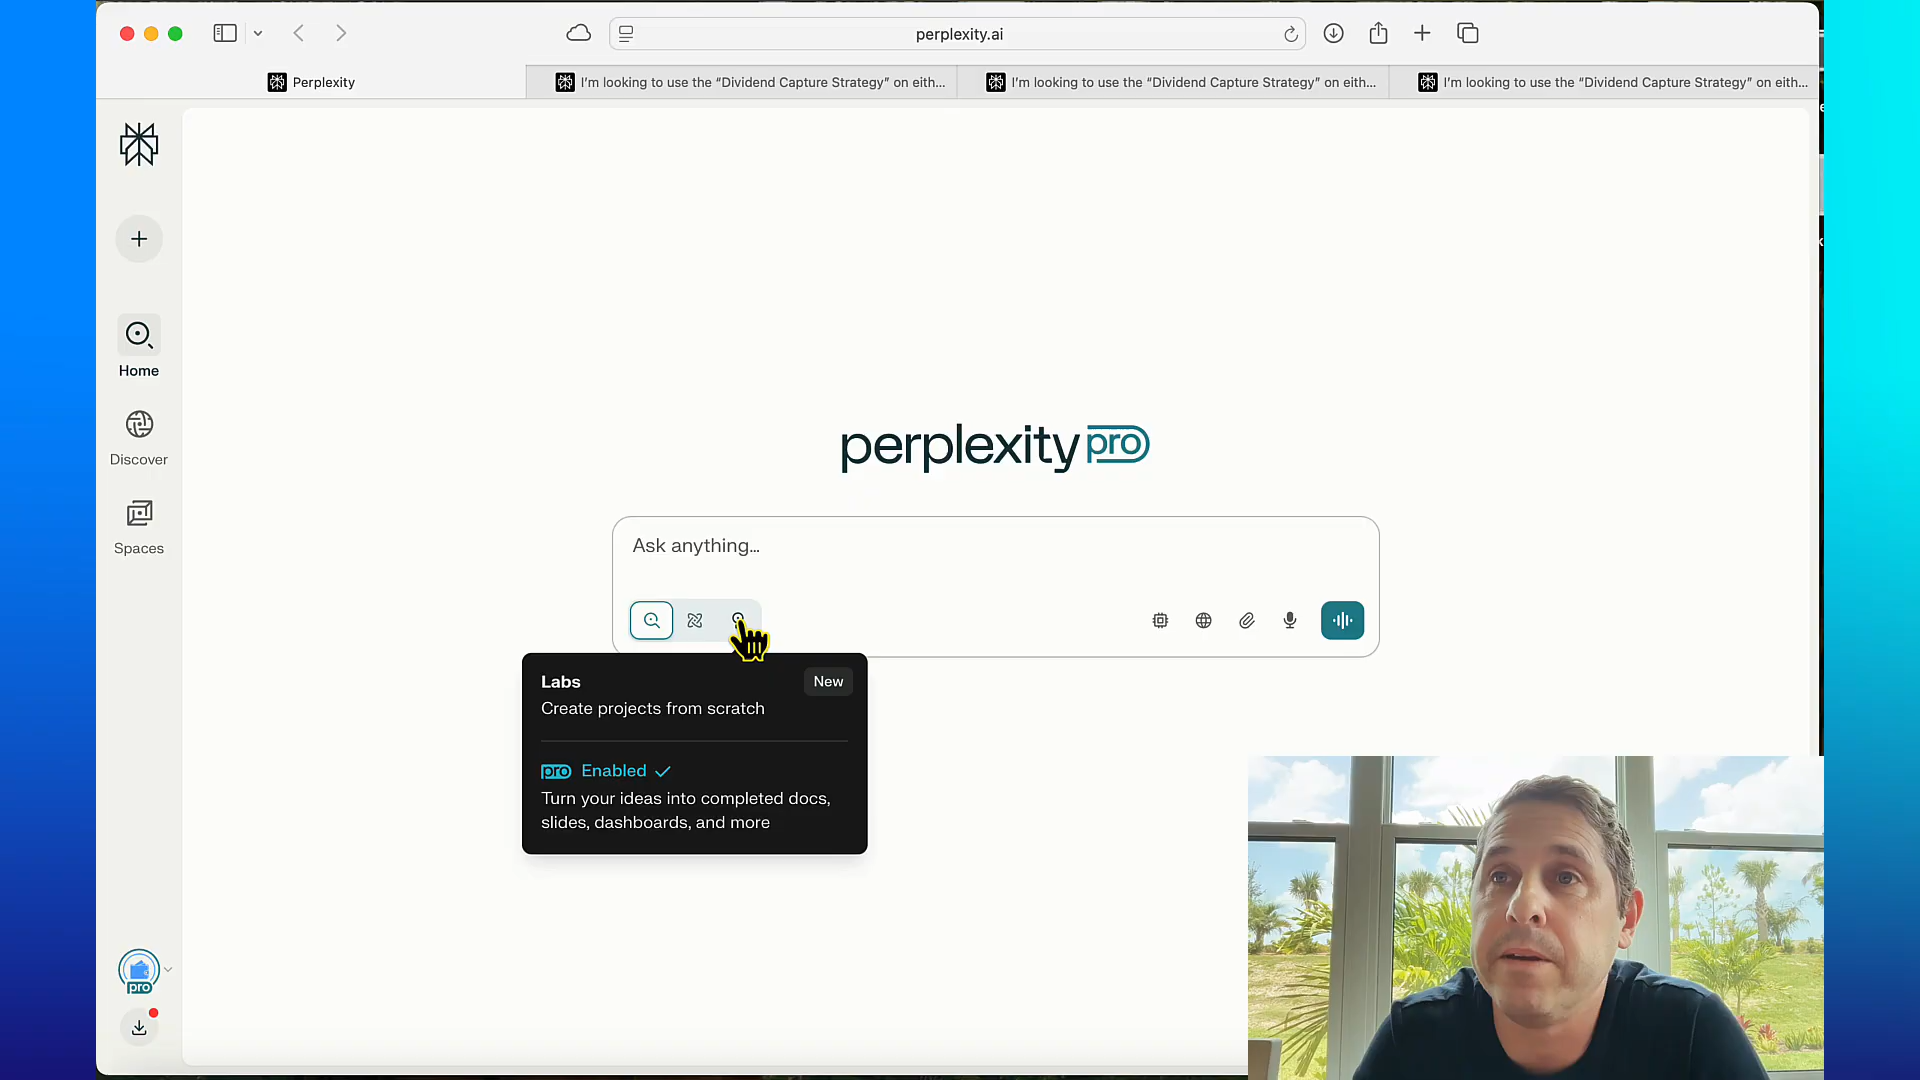 perplexity.ai
Perplexity
I'm looking to use the “Dividend Capture Strategy” on eith...
I'm looking to use the “Dividend Capture Strategy” on eith...
I'm looking to use the “Dividend Capture Strategy” on eith...
Home
Discover
Spaces
perplexity pro
Ask anything...
Labs
New
Create projects from scratch
pro Enabled
Turn your ideas into completed docs,
slides, dashboards, and more
pro